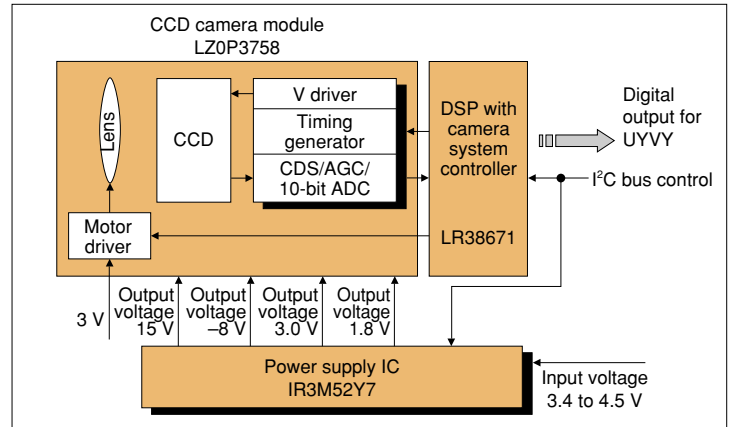 CCD camera module
LZ0P3758
Lens
CCD
V driver
Timing
generator
CDS/AGC/
10-bit ADC
DSP with
camera
system
controller
LR38671
Digital
output for
UYVY
I²C bus control
Motor
driver
3 V
Output
voltage
15 V
Output
voltage
–8 V
Output
voltage
3.0 V
Output
voltage
1.8 V
Power supply IC
IR3M52Y7
Input voltage
3.4 to 4.5 V